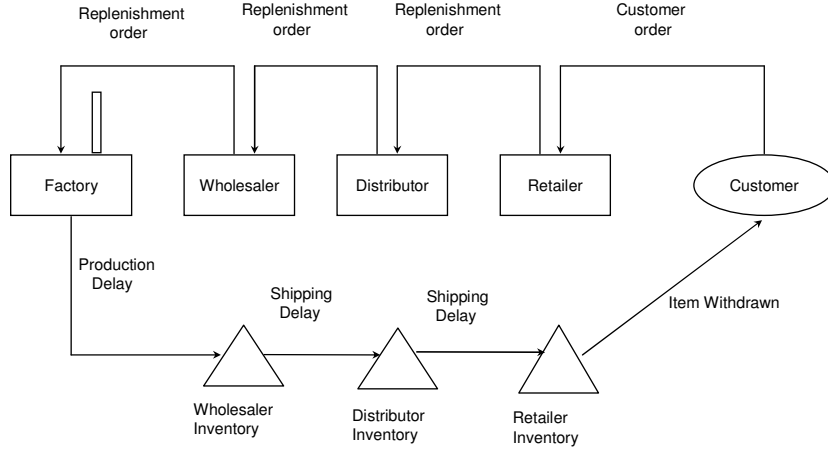 Replenishment
order
Replenishment
order
Replenishment
order
Customer
order
Factory
Wholesaler
Distributor
Retailer
Customer
Production
Delay
Shipping
Delay
Shipping
Delay
Item Withdrawn
Wholesaler
Inventory
Distributor
Inventory
Retailer
Inventory